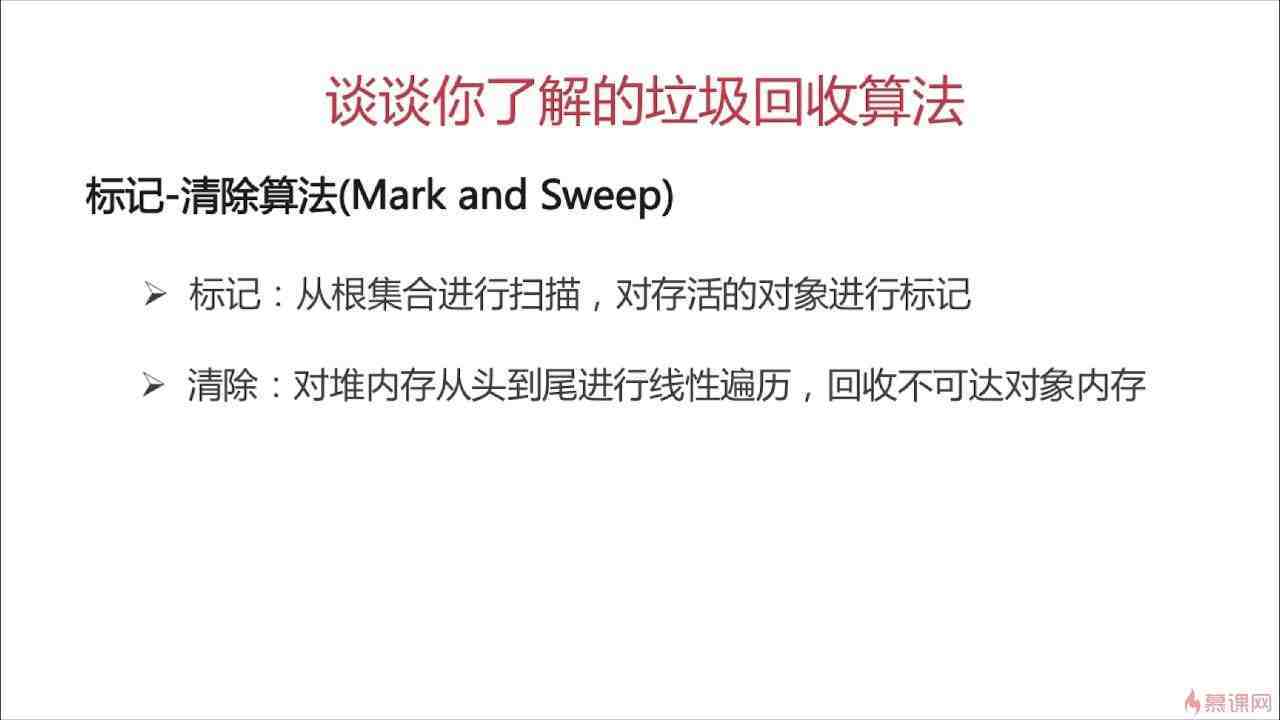 谈谈你了解的垃圾回收算法
标记-清除算法(Mark and Sweep)
➢ 标记：从根集合进行扫描，对存活的对象进行标记
➢ 清除：对堆内存从头到尾进行线性遍历，回收不可达对象内存
慕课网